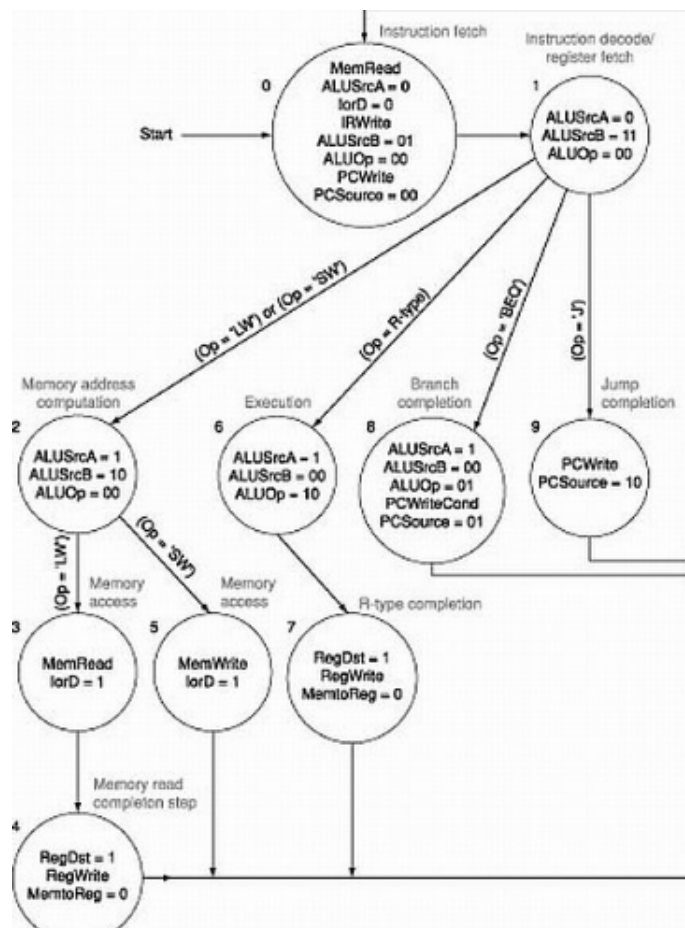 Instruction fetch
0
MemRead
ALUSrcA = 0
IorD = 0
IRWrite
ALUSrcB = 01
ALUOp = 00
PCWrite
PCSource = 00
Start
Instruction decode/
register fetch
1
ALUSrcA = 0
ALUSrcB = 11
ALUOp = 00
(Op = 'LW') or (Op = 'SW')
(Op = R-type)
(Op = 'BEQ')
(Op = 'J')
Memory address
computation
2
ALUSrcA = 1
ALUSrcB = 10
ALUOp = 00
Execution
6
ALUSrcA = 1
ALUSrcB = 00
ALUOp = 10
Branch
completion
8
ALUSrcA = 1
ALUSrcB = 00
ALUOp = 01
PCWriteCond
PCSource = 01
Jump
completion
9
PCWrite
PCSource = 10
(Op = 'LW')
(Op = 'SW')
Memory
access
3
MemRead
IorD = 1
Memory
access
5
MemWrite
IorD = 1
R-type completion
7
RegDst = 1
RegWrite
MemtoReg = 0
Memory read
completon step
4
RegDst = 1
RegWrite
MemtoReg = 0